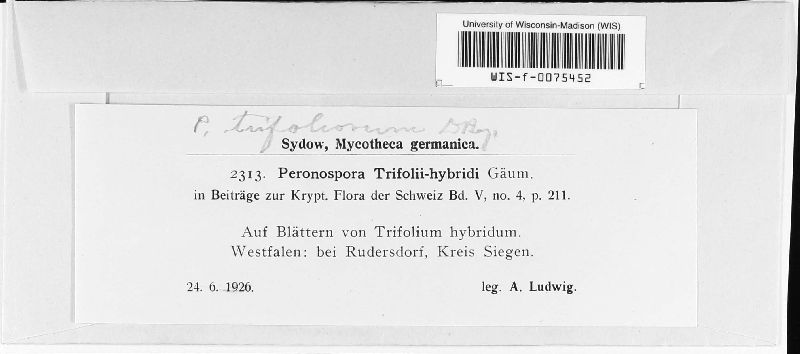 University of Wisconsin-Madison (WIS)
WIS-f-0075452
P. trifoliorum DBy.
Sydow, Mycotheca germanica.
2313. Peronospora Trifolii-hybridi Gäum.
in Beiträge zur Krypt. Flora der Schweiz Bd. V, no. 4, p. 211.
Auf Blättern von Trifolium hybridum.
Westfalen: bei Rudersdorf, Kreis Siegen.
24. 6. 1926. leg. A. Ludwig.